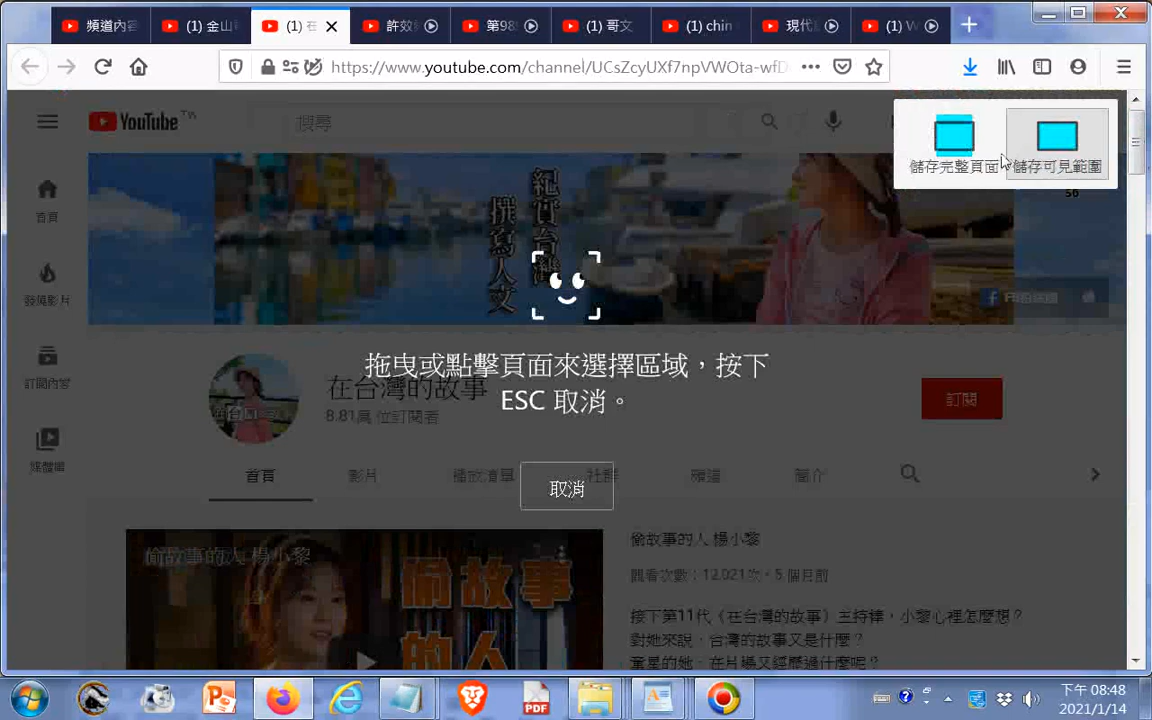 頻道內容
(1) 金山
(1) 在
許效
第98
(1) 哥文
(1) chin
現代
(1) W
https://www.youtube.com/channel/UCsZcyUXf7npVWOta-wfD
YouTube TW
搜尋
儲存完整頁面
儲存可見範圍
紀實台灣
撰寫人文
首頁
發燒影片
訂閱內容
媒體庫
拖曳或點擊頁面來選擇區域，按下
ESC 取消。
取消
在台灣的故事
8.81萬 位訂閱者
訂閱
首頁
影片
播放清單
社群
頻道
簡介
偷故事的人 楊小黎
偷故事
的人
偷故事的人 楊小黎
觀看次數：12,021次 • 5 個月前
接下第11代《在台灣的故事》主持棒，小黎心裡怎麼想？
對她來說，台灣的故事又是什麼？
童星的她，在片場又經歷過什麼呢？
PDF
下午 08:48
2021/1/14